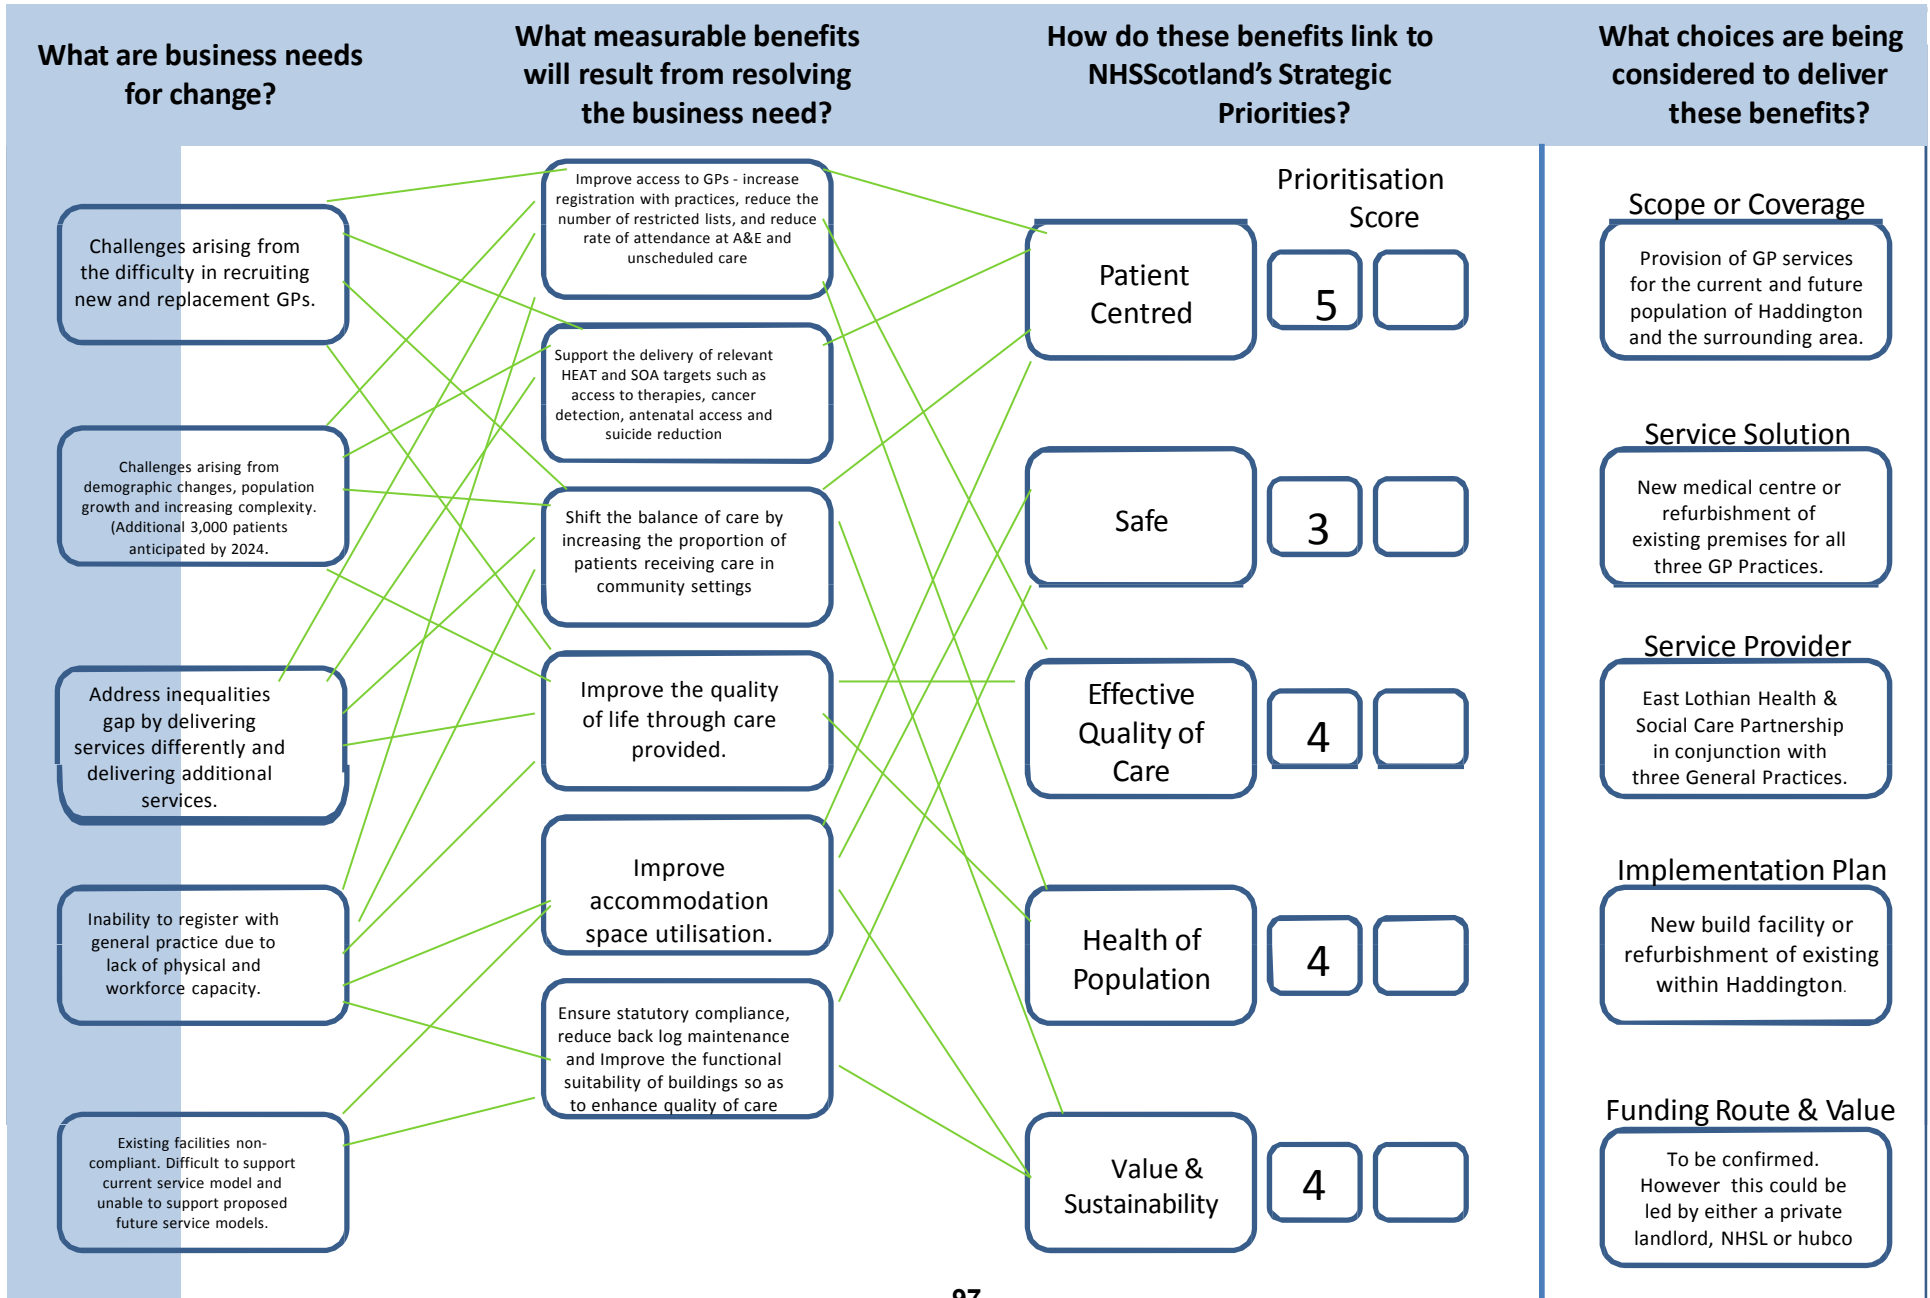 What are business needs
for change?
What measurable benefits
will result from resolving
the business need?
How do these benefits link to
NHSScotland’s Strategic
Priorities?
What choices are being
considered to deliver
these benefits?
Challenges arising from
the difficulty in recruiting
new and replacement GPs.
Challenges arising from
demographic changes, population
growth and increasing complexity.
(Additional 3,000 patients
anticipated by 2024.
Address inequalities
gap by delivering
services differently and
delivering additional
services.
Inability to register with
general practice due to
lack of physical and
workforce capacity.
Existing facilities non-
compliant. Difficult to support
current service model and
unable to support proposed
future service models.
Improve access to GPs - increase
registration with practices, reduce the
number of restricted lists, and reduce
rate of attendance at A&E and
unscheduled care
Support the delivery of relevant
HEAT and SOA targets such as
access to therapies, cancer
detection, antenatal access and
suicide reduction
Shift the balance of care by
increasing the proportion of
patients receiving care in
community settings
Improve the quality
of life through care
provided.
Improve
accommodation
space utilisation.
Ensure statutory compliance,
reduce back log maintenance
and Improve the functional
suitability of buildings so as
to enhance quality of care
Prioritisation
Score
Patient
Centred
5
Safe
3
Effective
Quality of
Care
4
Health of
Population
4
Value &
Sustainability
4
Scope or Coverage
Provision of GP services
for the current and future
population of Haddington
and the surrounding area.
Service Solution
New medical centre or
refurbishment of
existing premises for all
three GP Practices.
Service Provider
East Lothian Health &
Social Care Partnership
in conjunction with
three General Practices.
Implementation Plan
New build facility or
refurbishment of existing
within Haddington.
Funding Route & Value
To be confirmed.
However this could be
led by either a private
landlord, NHSL or hubco
97